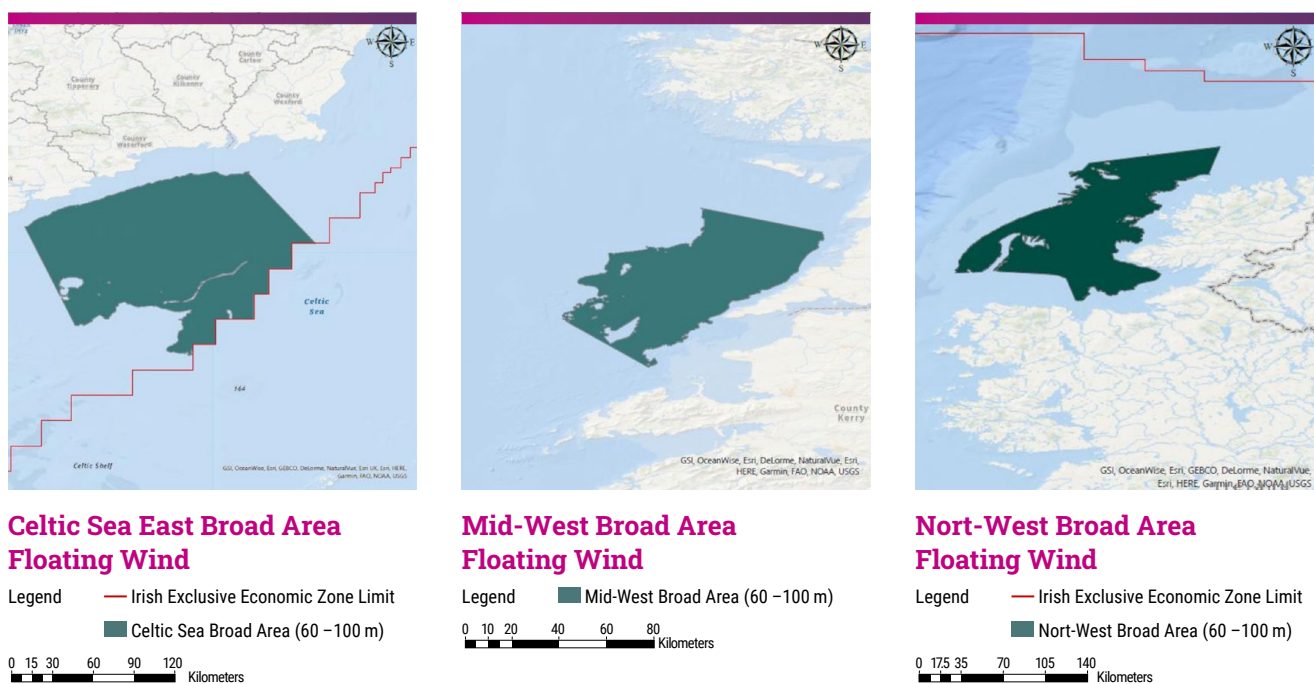 W
E
S
County
Tipperary
County
Kilkenny
County
Carlow
County
Wexford
County
Waterford
Celtic
Sea
164
Celtic Shelf
GSI, OceanWise, Esri, GEBCO, DeLorme, NaturalVue, Esri UK, Esri, HERE,
Garmin, FAO, NOAA, USGS
Celtic Sea East Broad Area
Floating Wind
Legend
Irish Exclusive Economic Zone Limit
Celtic Sea Broad Area (60 –100 m)
0 15 30 60 90 120
Kilometers
W
E
S
County
Kerry
GSI, OceanWise, Esri, DeLorme, NaturalVue, Esri,
HERE, Garmin, FAO, NOAA, USGS
Mid-West Broad Area
Floating Wind
Legend
Mid-West Broad Area (60 –100 m)
0 10 20 40 60 80
Kilometers
W
S
GSI, OceanWise, Esri, GEBCO, DeLorme, NaturalVue,
Esri, HERE, Garmin, FAO, NOAA, USGS
Nort-West Broad Area
Floating Wind
Legend
Irish Exclusive Economic Zone Limit
Nort-West Broad Area (60 –100 m)
0 17.5 35 70 105 140
Kilometers